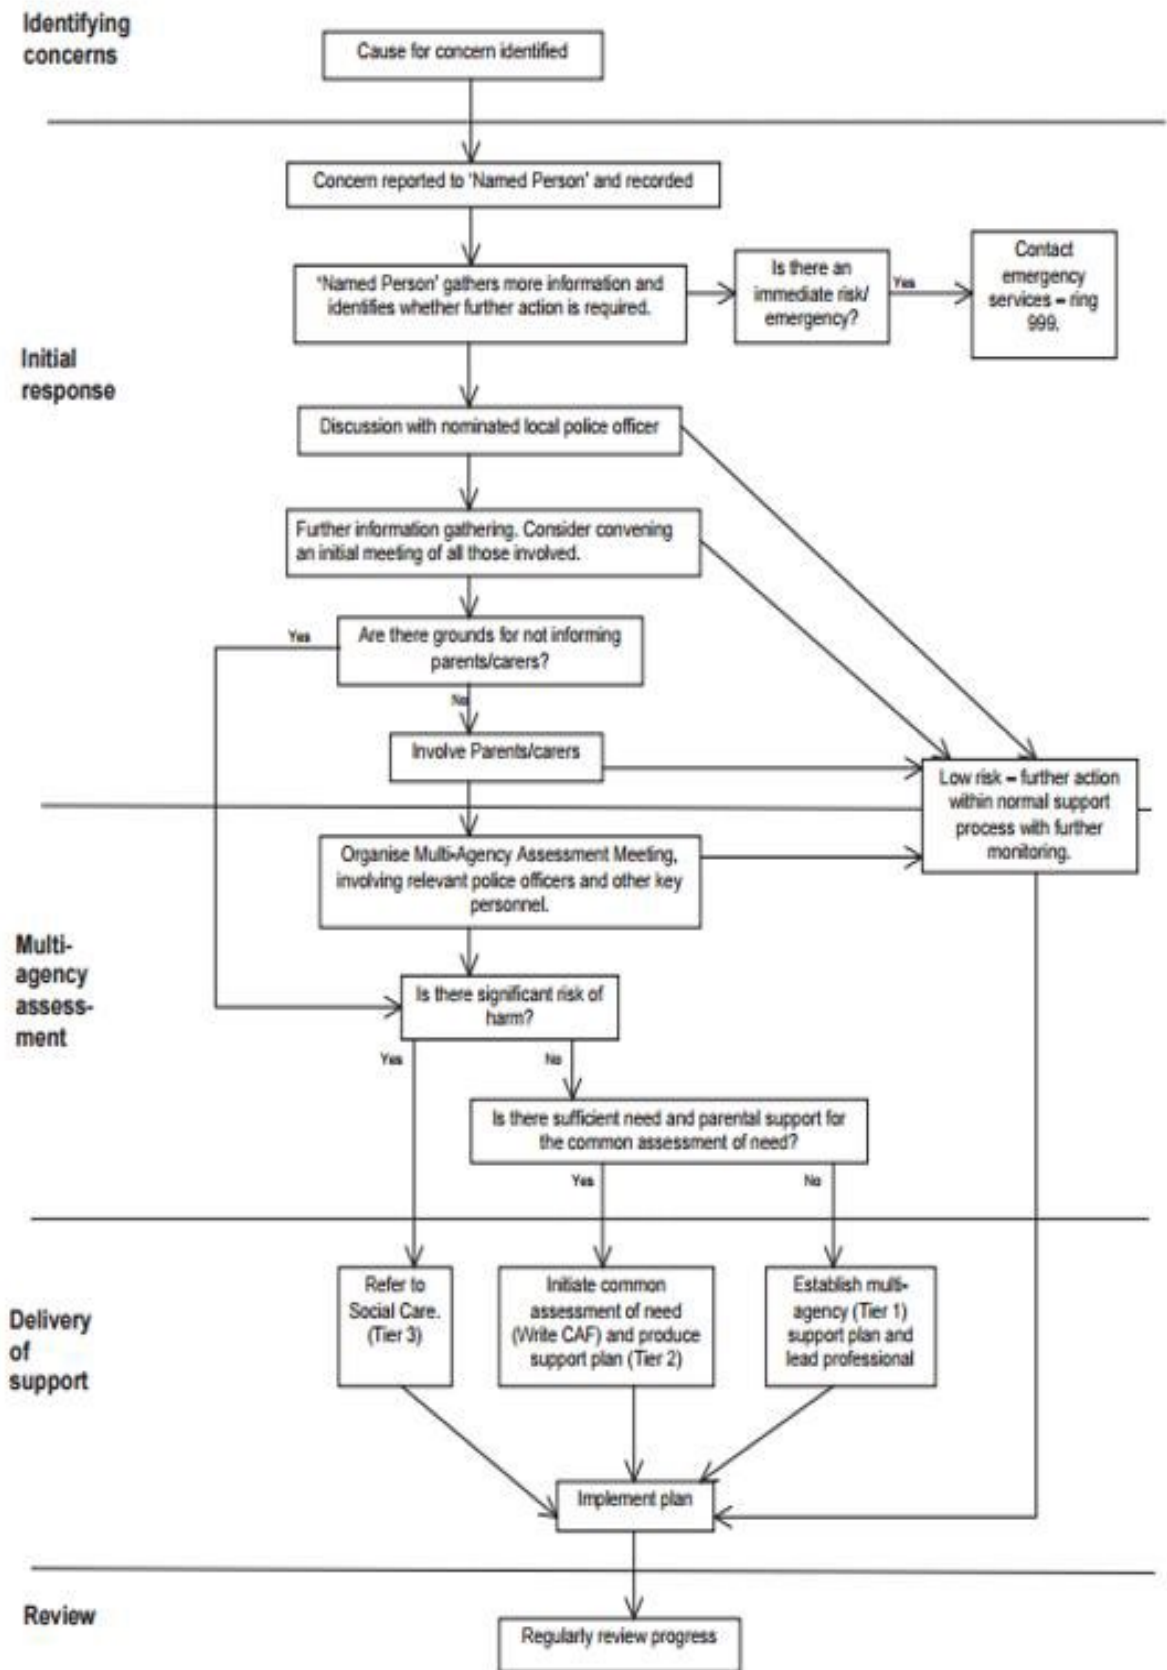 Identifying
concerns
Cause for concern identified
Concern reported to 'Named Person' and recorded
'Named Person' gathers more information and
identifies whether further action is required.
Is there an
immediate risk/
emergency?
Yes
Contact
emergency
services – ring
999.
Initial
response
Discussion with nominated local police officer
Further information gathering. Consider convening
an initial meeting of all those involved.
Yes
Are there grounds for not informing
parents/carers?
No
Involve Parents/carers
Low risk – further action
within normal support
process with further
monitoring.
Organise Multi-Agency Assessment Meeting,
involving relevant police officers and other key
personnel.
Multi-
agency
assess-
ment
Is there significant risk of
harm?
Yes
No
Is there sufficient need and parental support for
the common assessment of need?
Yes
No
Delivery
of
support
Refer to
Social Care.
(Tier 3)
Initiate common
assessment of need
(Write CAF) and produce
support plan (Tier 2)
Establish multi-
agency (Tier 1)
support plan and
lead professional
Implement plan
Review
Regularly review progress